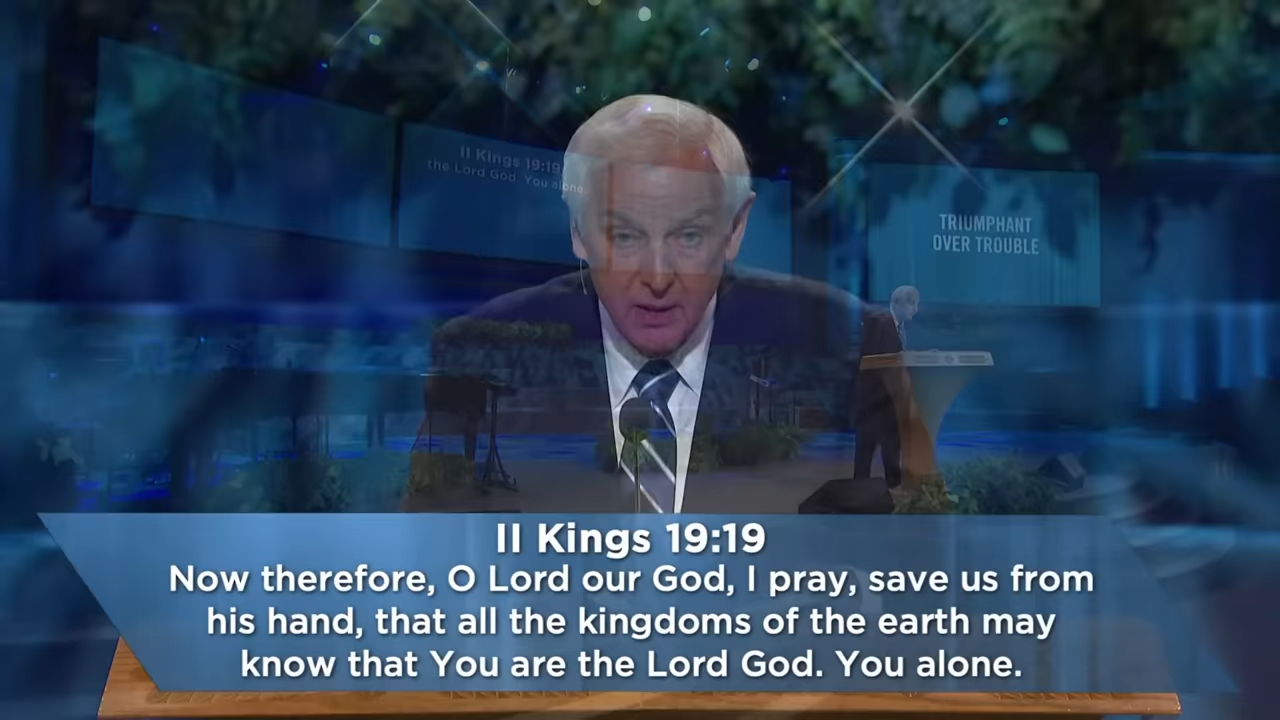 II Kings 19:19
the Lord God. You alone.
TRIUMPHANT
OVER TROUBLE
II Kings 19:19
Now therefore, O Lord our God, I pray, save us from
his hand, that all the kingdoms of the earth may
know that You are the Lord God. You alone.